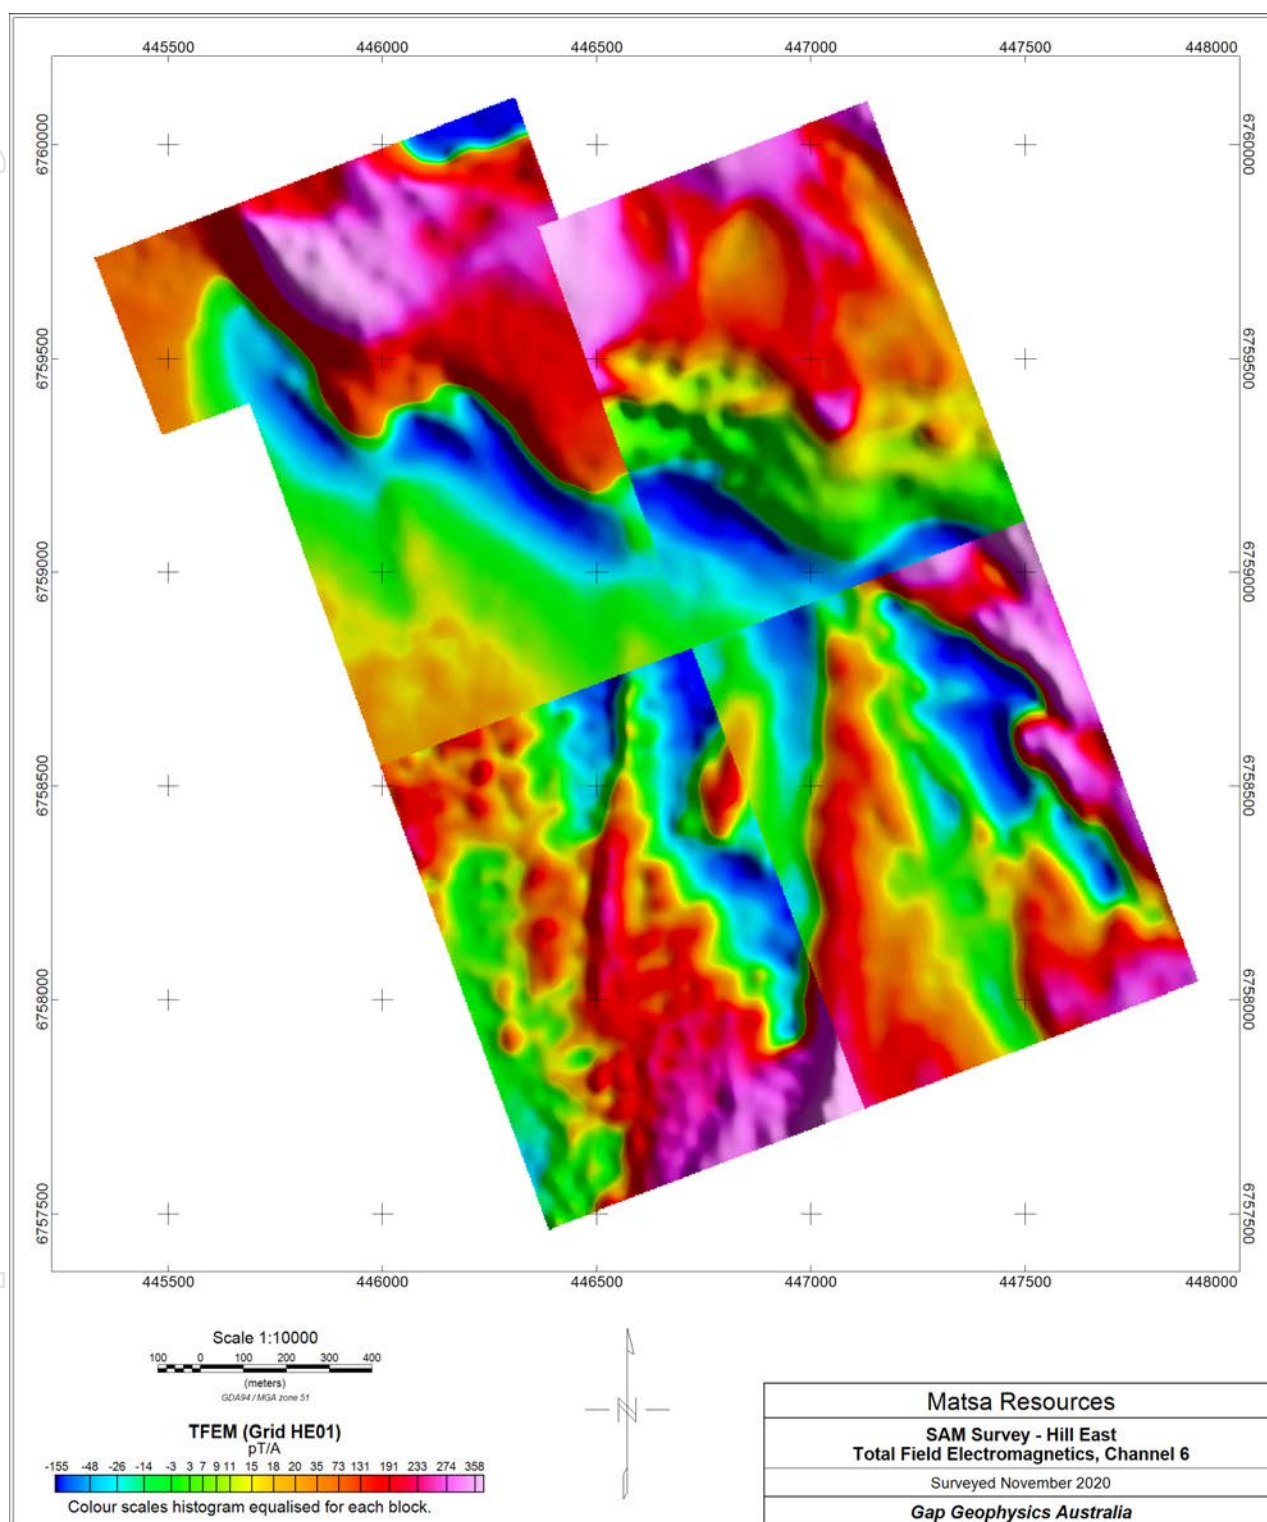 445500 446000 446500 447000 447500 448000
6760000 6760000
6759500 6759500
6759000 6759000
6758500 6758500
6758000 6758000
6757500 6757500
445500 446000 446500 447000 447500 448000
Scale 1:10000
100 0 100 200 300 400
(meters)
GDA94 / MGA zone 51
TFEM (Grid HE01)
pT/A
-155 -48 -26 -14 -3 3 7 9 11 15 18 20 35 73 131 191 233 274 358
Colour scales histogram equalised for each block.
N
Matsa Resources
SAM Survey - Hill East
Total Field Electromagnetics, Channel 6
Surveyed November 2020
Gap Geophysics Australia